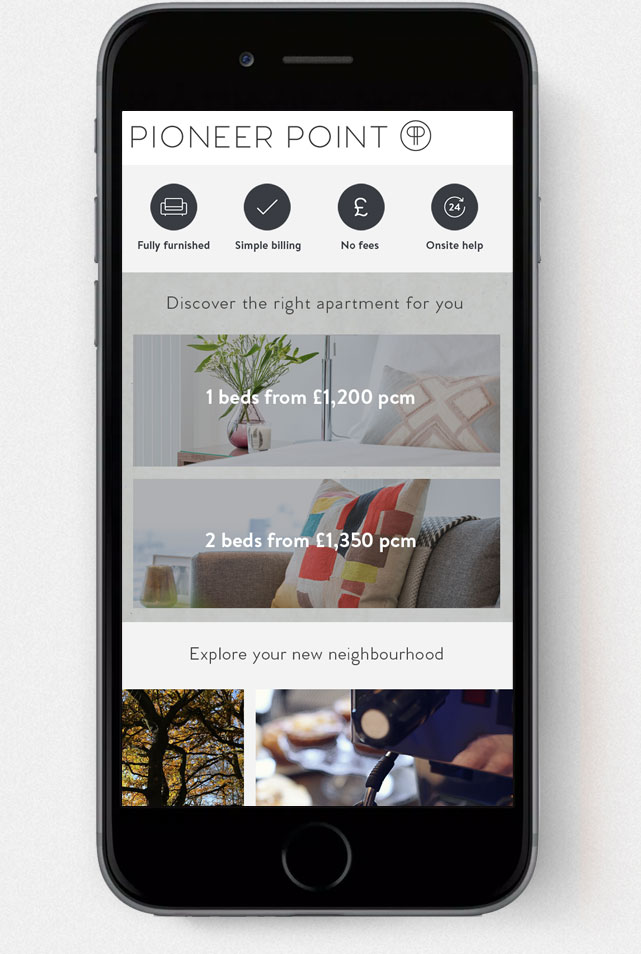 PIONEER POINT
Fully furnished
Simple billing
£
No fees
24
Onsite help
Discover the right apartment for you
1 beds from £1,200 pcm
2 beds from £1,350 pcm
Explore your new neighbourhood